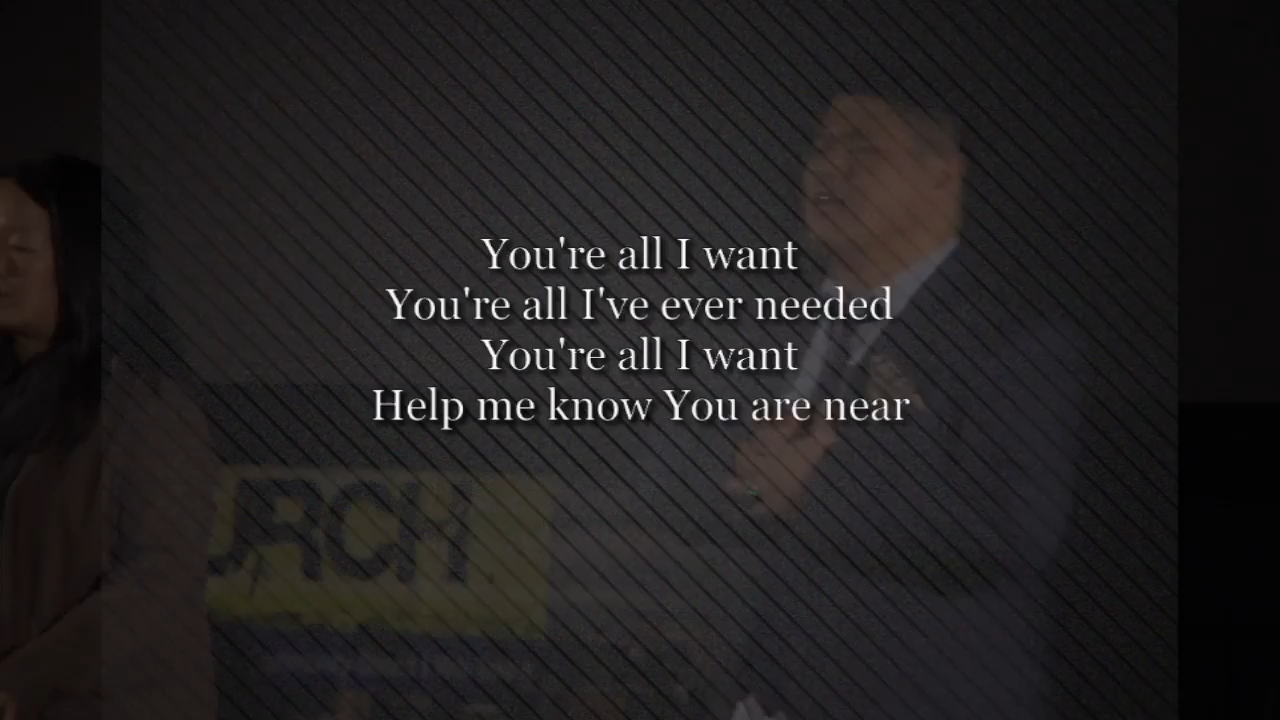 You're all I want
You're all I've ever needed
You're all I want
Help me know You are near
URCH